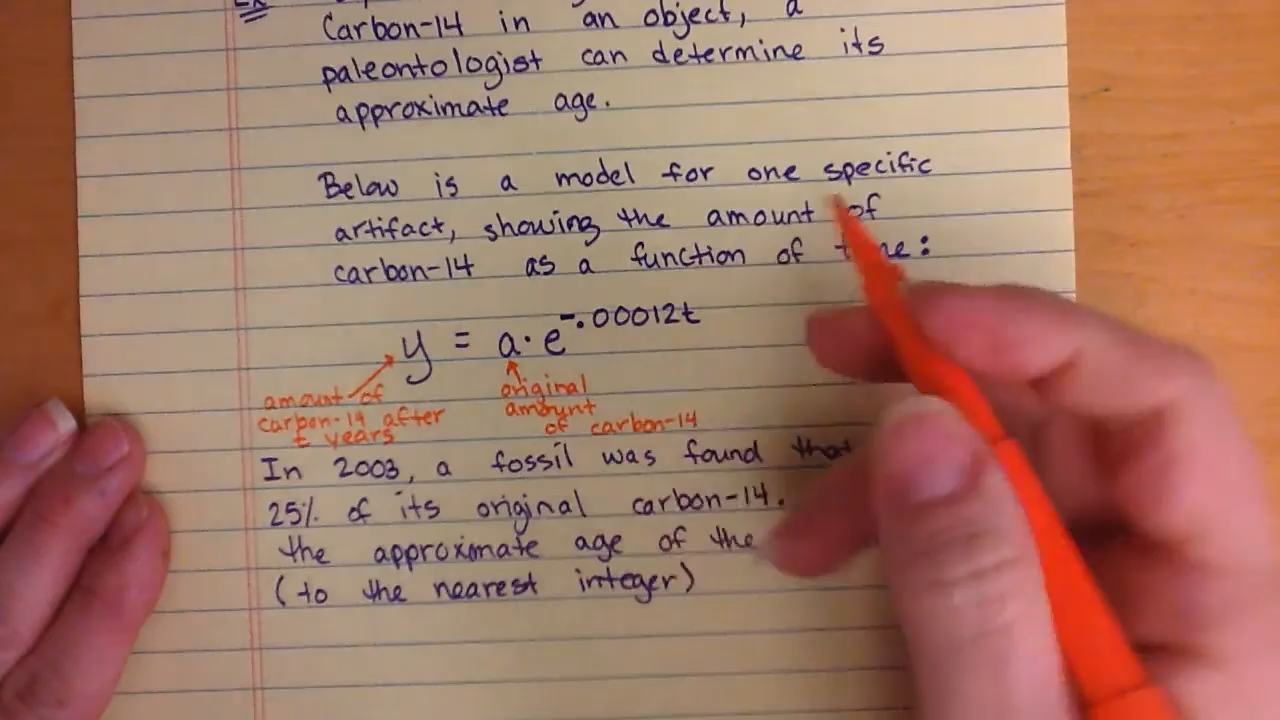 Carbon-14 in an object, a
paleontologist can determine its
approximate age.
Below is a model for one specific
artifact, showing the amount of
carbon-14 as a function of
y = a·e^-.00012t
amount of
carbon-14 after
t years
original
amount
of carbon-14
In 2003, a fossil was found that
25% of its original carbon-14.
the approximate age of the
(to the nearest integer)